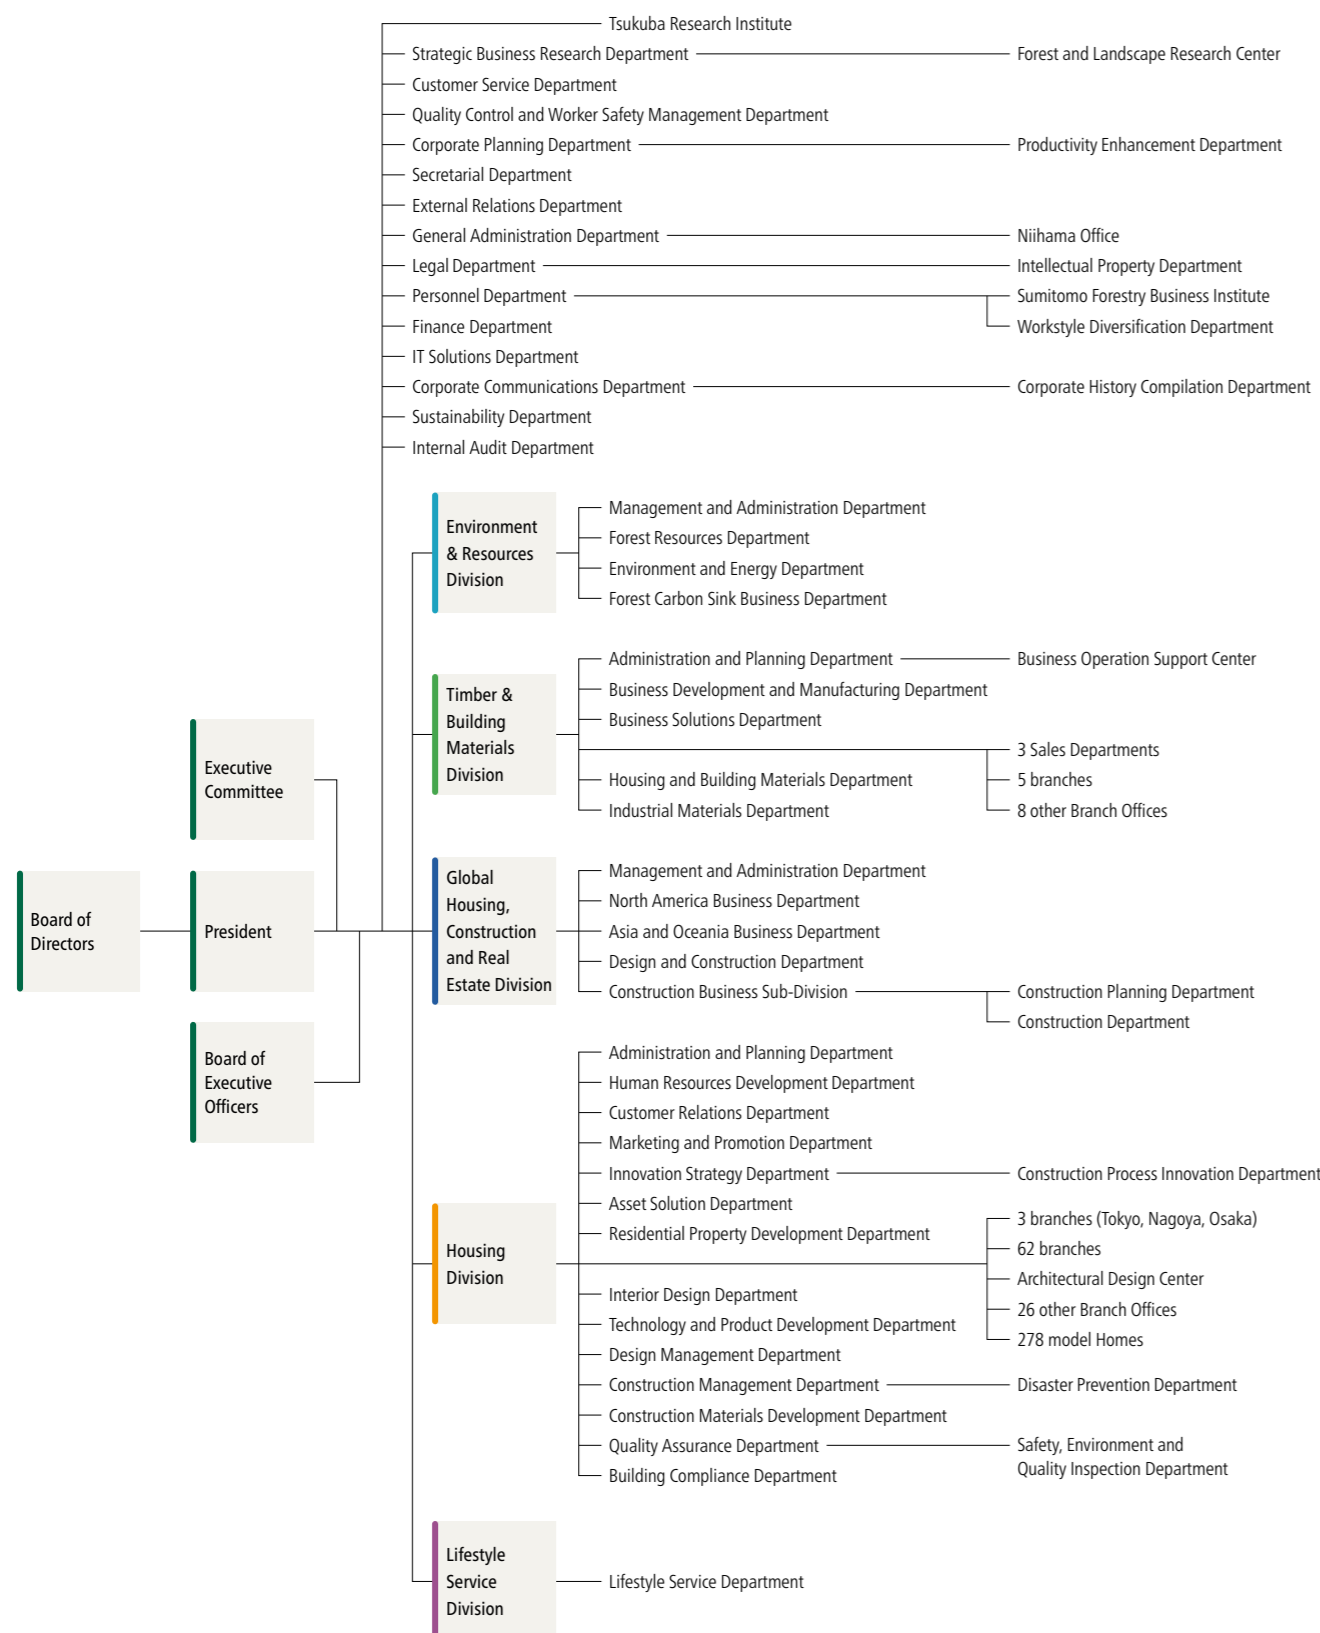 Tsukuba Research Institute
Strategic Business Research Department
Forest and Landscape Research Center
Customer Service Department
Quality Control and Worker Safety Management Department
Corporate Planning Department
Productivity Enhancement Department
Secretarial Department
External Relations Department
General Administration Department
Niihama Office
Legal Department
Intellectual Property Department
Personnel Department
Sumitomo Forestry Business Institute
Finance Department
Workstyle Diversification Department
IT Solutions Department
Corporate Communications Department
Corporate History Compilation Department
Sustainability Department
Internal Audit Department
Environment
& Resources
Division
Management and Administration Department
Forest Resources Department
Environment and Energy Department
Forest Carbon Sink Business Department
Timber &
Building
Materials
Division
Administration and Planning Department
Business Operation Support Center
Business Development and Manufacturing Department
Business Solutions Department
3 Sales Departments
Housing and Building Materials Department
5 branches
Industrial Materials Department
8 other Branch Offices
Executive
Committee
Board of
Directors
President
Board of
Executive
Officers
Global
Housing,
Construction
and Real
Estate Division
Management and Administration Department
North America Business Department
Asia and Oceania Business Department
Design and Construction Department
Construction Business Sub-Division
Construction Planning Department
Construction Department
Housing
Division
Administration and Planning Department
Human Resources Development Department
Customer Relations Department
Marketing and Promotion Department
Innovation Strategy Department
Construction Process Innovation Department
Asset Solution Department
Residential Property Development Department
3 branches (Tokyo, Nagoya, Osaka)
62 branches
Architectural Design Center
26 other Branch Offices
278 model Homes
Interior Design Department
Technology and Product Development Department
Design Management Department
Construction Management Department
Disaster Prevention Department
Construction Materials Development Department
Quality Assurance Department
Safety, Environment and
Quality Inspection Department
Building Compliance Department
Lifestyle
Service
Division
Lifestyle Service Department